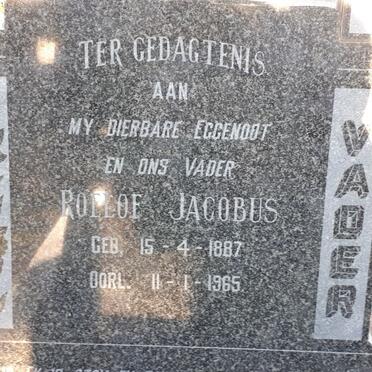 TER GEDAGTENIS
AAN
MY DIERBARE EGGENOOT
EN ONS VADER
ROELOF JACOBUS
GEB. 15-4-1887
OORL. 11-1-1965
VADER